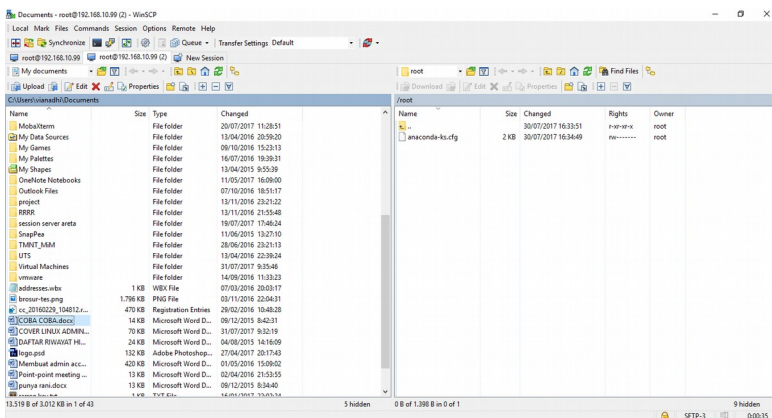 Documents - root@192.168.10.99 (2) - WinSCP
Local Mark Files Commands Session Options Remote Help
Synchronize Queue Transfer Settings Default
root@192.168.10.99 root@192.168.10.99 (2) New Session
My documents root Find Files
Upload Edit Properties Download Edit Properties
C:\Users\vianadhi\Documents /root
Name Size Type Changed Name Size Changed Rights Owner
MobaXterm File folder 20/07/2017 11:28:51 .. 30/07/2017 16:33:51 r-xr-xr-x root
My Data Sources File folder 13/04/2016 20:59:20 anaconda-ks.cfg 2 KB 30/07/2017 16:34:49 rw------- root
My Games File folder 09/10/2016 15:23:13
My Palettes File folder 16/07/2016 19:39:31
My Shapes File folder 13/04/2015 9:55:39
OneNote Notebooks File folder 11/05/2017 16:09:00
Outlook Files File folder 07/10/2016 18:51:17
project File folder 13/11/2016 23:21:22
RRRR File folder 13/11/2016 21:55:48
session server areta File folder 19/07/2017 17:46:24
SnapPea File folder 11/06/2015 13:27:10
TMNT_MiM File folder 28/06/2016 23:21:13
UTS File folder 13/04/2016 22:39:24
Virtual Machines File folder 31/07/2017 9:35:46
vmware File folder 14/09/2016 11:33:23
addresses.wbx 1 KB WBX File 07/03/2016 20:03:17
brosur-tes.png 1.796 KB PNG File 03/11/2016 22:04:31
cc_20160229_104812.r... 470 KB Registration Entries 29/02/2016 10:48:28
COBA COBA.docx 14 KB Microsoft Word D... 09/12/2015 8:42:31
COVER LINUX ADMIN... 70 KB Microsoft Word D... 31/07/2017 9:32:19
DAFTAR RIWAYAT HI... 24 KB Microsoft Word D... 04/08/2015 14:16:09
logo.psd 132 KB Adobe Photoshop... 27/04/2017 20:17:43
Membuat admin acc... 420 KB Microsoft Word D... 01/05/2016 15:09:02
Point-point meeting ... 13 KB Microsoft Word D... 02/04/2016 21:53:55
punya rani.docx 13 KB Microsoft Word D... 09/12/2015 8:34:40
13.519 B of 3.012 KB in 1 of 43 5 hidden 0 B of 1.398 B in 0 of 1 9 hidden
SFTP-3 0:00:35